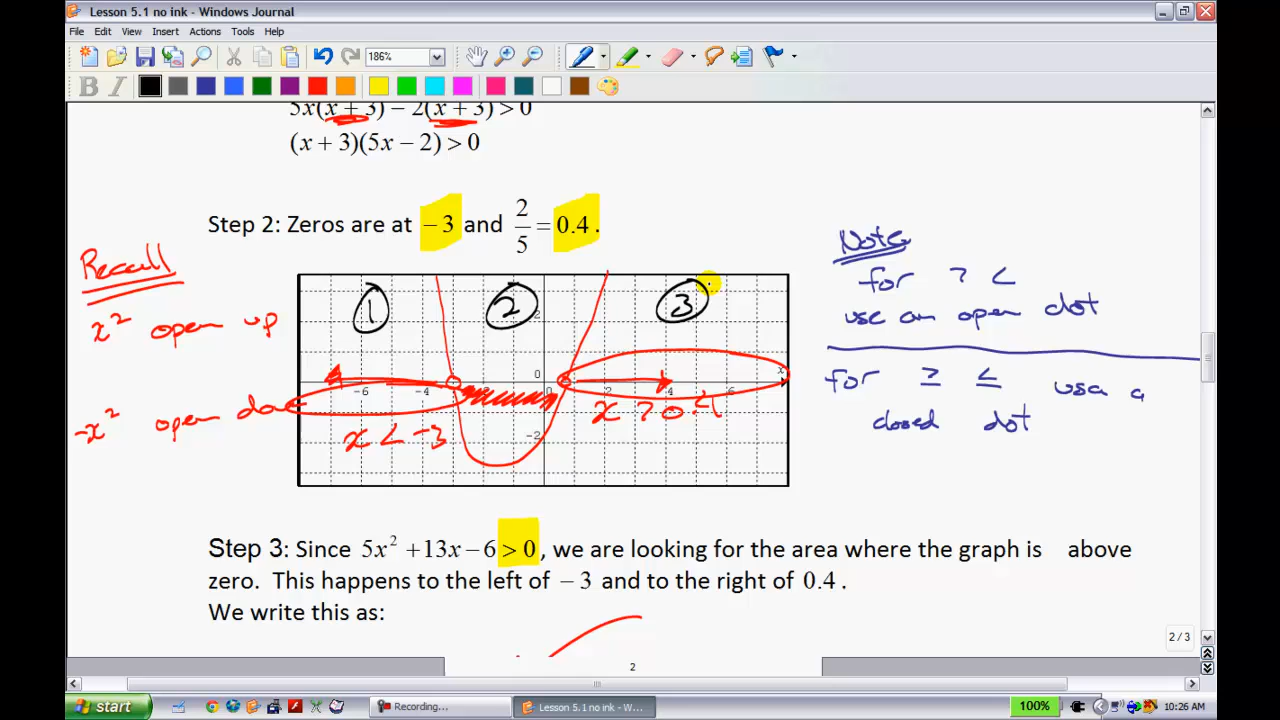 Lesson 5.1 no ink - Windows Journal
File Edit View Insert Actions Tools Help
186%
B I
5x(x + 3) − 2(x + 3) > 0
(x + 3)(5x − 2) > 0
Step 2: Zeros are at −3 and 2/5 = 0.4 .
Recall
x² open up
-x² open do
1 2 3
2
0
x
-6 -4 -2 0 2 4 6
x < -3
x > 0.4
-2
Note
for > <
use an open dot
for ≥ ≤ use a
closed dot
Step 3: Since 5x² +13x − 6 > 0 , we are looking for the area where the graph is above
zero. This happens to the left of −3 and to the right of 0.4 .
We write this as:
2/3
2
start
Recording...
Lesson 5.1 no ink - W...
100%
10:26 AM